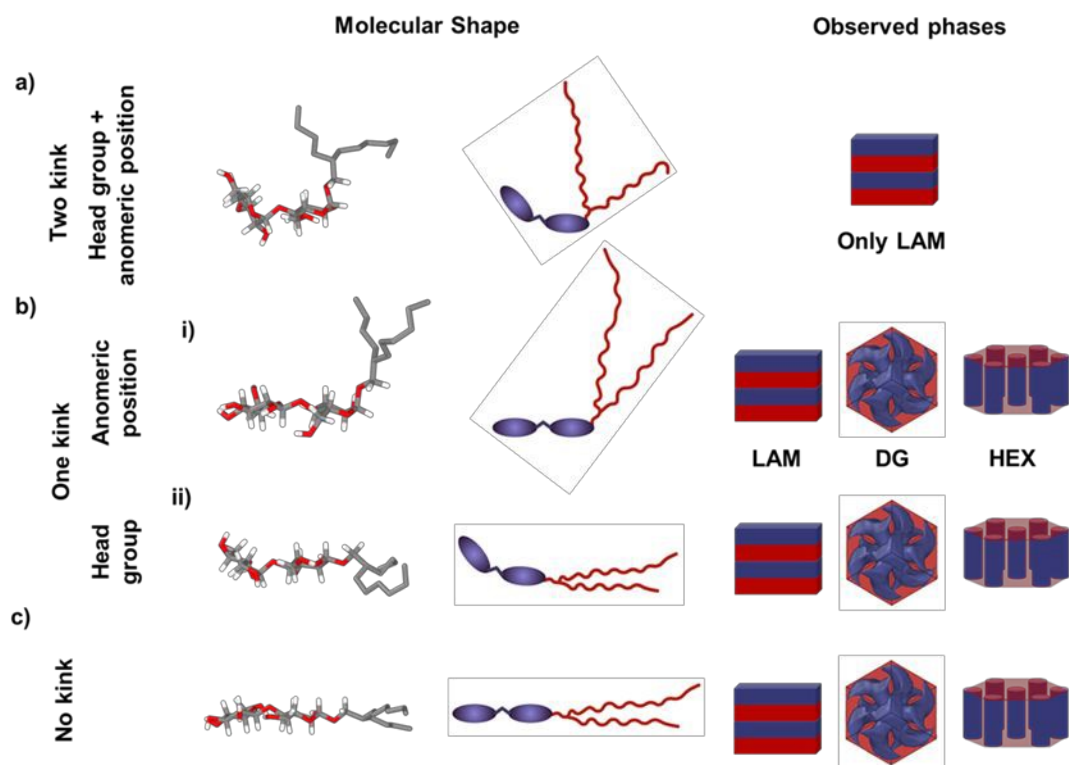 Molecular Shape
Observed phases
a)
Two kink
Head group +
anomeric position
Only LAM
b)
One kink
i)
Anomeric
position
LAM
DG
HEX
ii)
Head
group
c)
No kink